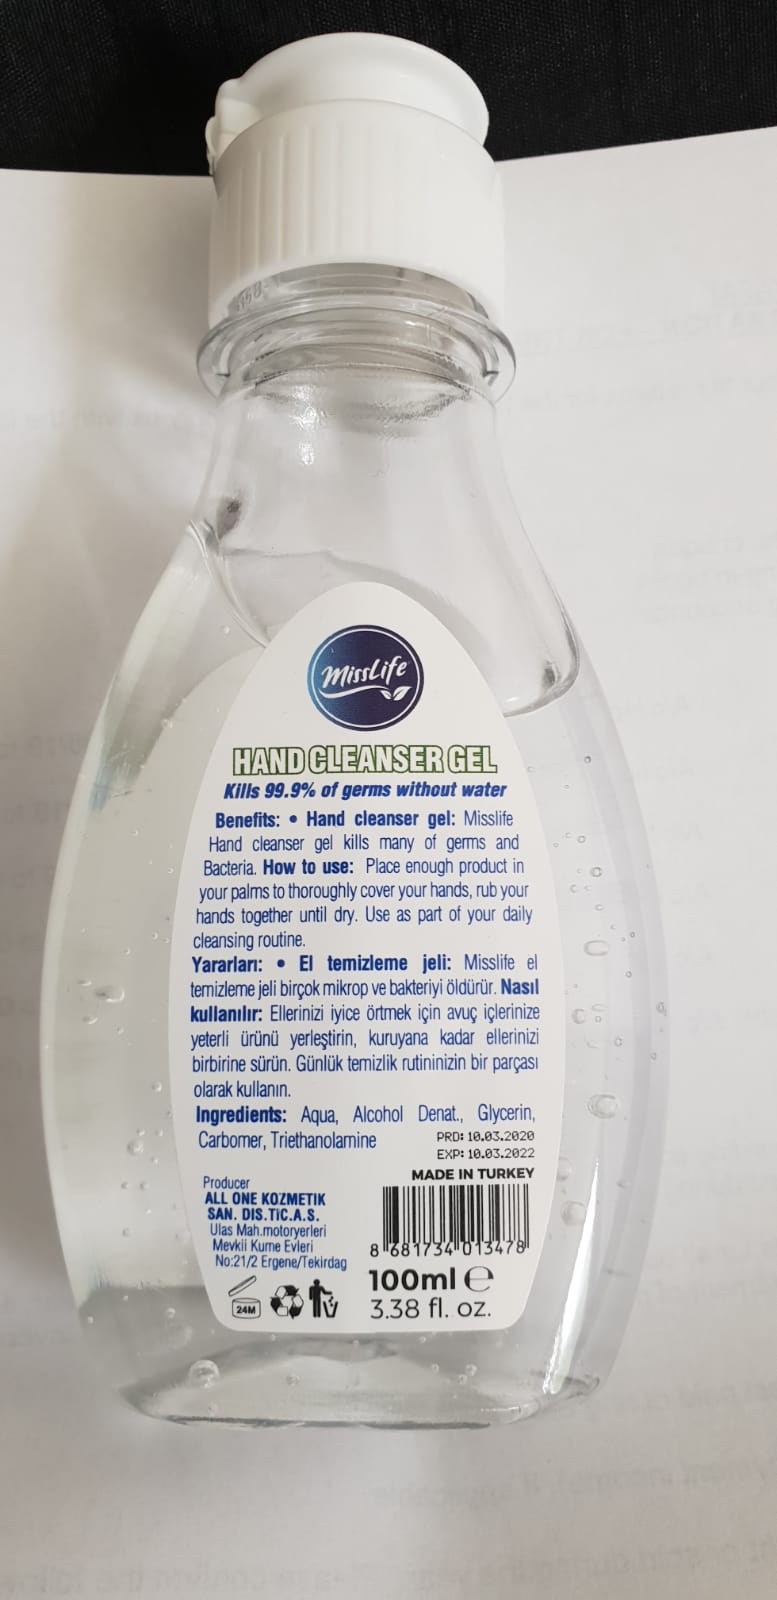 MissLife
HAND CLEANSER GEL
Kills 99.9% of germs without water
Benefits: • Hand cleanser gel: Misslife
Hand cleanser gel kills many of germs and
Bacteria. How to use: Place enough product in
your palms to thoroughly cover your hands, rub your
hands together until dry. Use as part of your daily
cleansing routine.
Yararları: • El temizleme jeli: Misslife el
temizleme jeli birçok mikrop ve bakteriyi öldürür. Nasıl
kullanılır: Ellerinizi iyice örtmek için avuç içlerinize
yeterli ürünü yerleştirin, kuruyana kadar ellerinizi
birbirine sürün. Günlük temizlik rutininizin bir parçası
olarak kullanın.
Ingredients: Aqua, Alcohol Denat., Glycerin,
Carbomer, Triethanolamine
PRD: 10.03.2020
EXP: 10.03.2022
MADE IN TURKEY
Producer
ALL ONE KOZMETIK
SAN. DIS.TİC.A.S.
Ulas Mah.motoryerleri
Mevkii Kume Evleri
No:21/2 Ergene/Tekirdag
8 681734 013478
24M
100ml e
3.38 fl. oz.